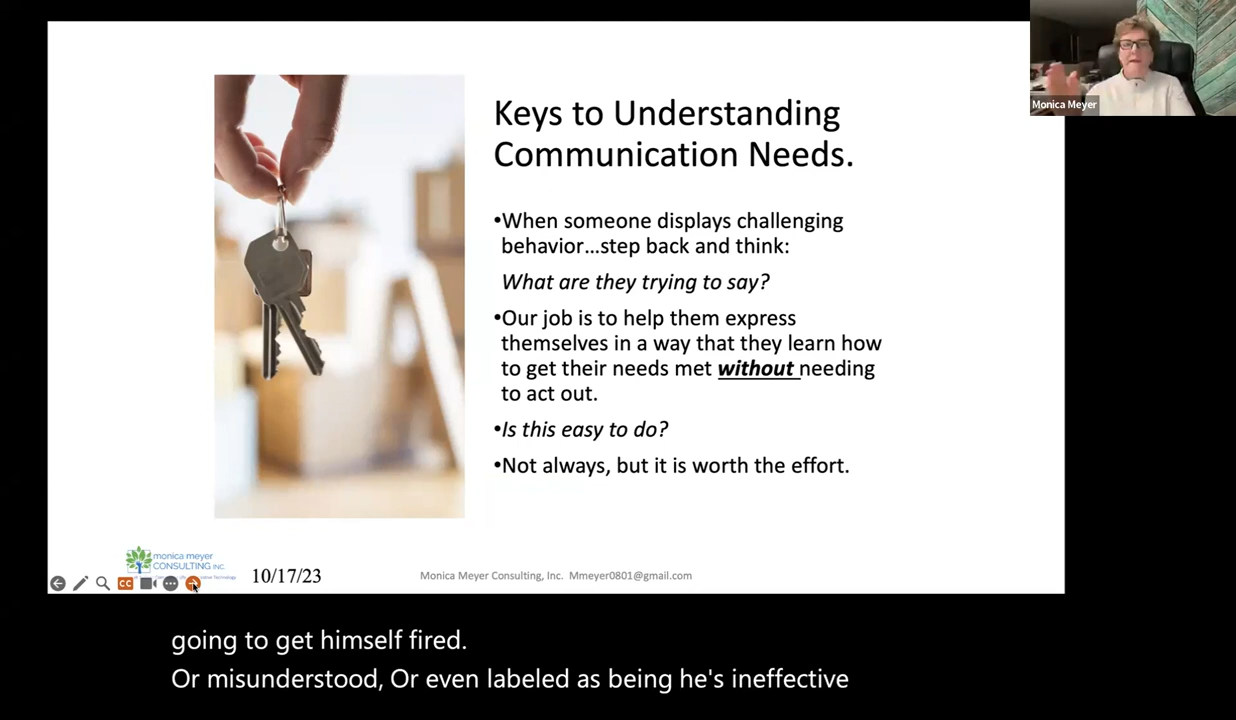 Monica Meyer
Keys to Understanding
Communication Needs.
•When someone displays challenging
behavior...step back and think:
What are they trying to say?
•Our job is to help them express
themselves in a way that they learn how
to get their needs met without needing
to act out.
•Is this easy to do?
•Not always, but it is worth the effort.
monica meyer
CONSULTING INC.
CC
10/17/23
Monica Meyer Consulting, Inc. Mmeyer0801@gmail.com
going to get himself fired.
Or misunderstood, Or even labeled as being he's ineffective